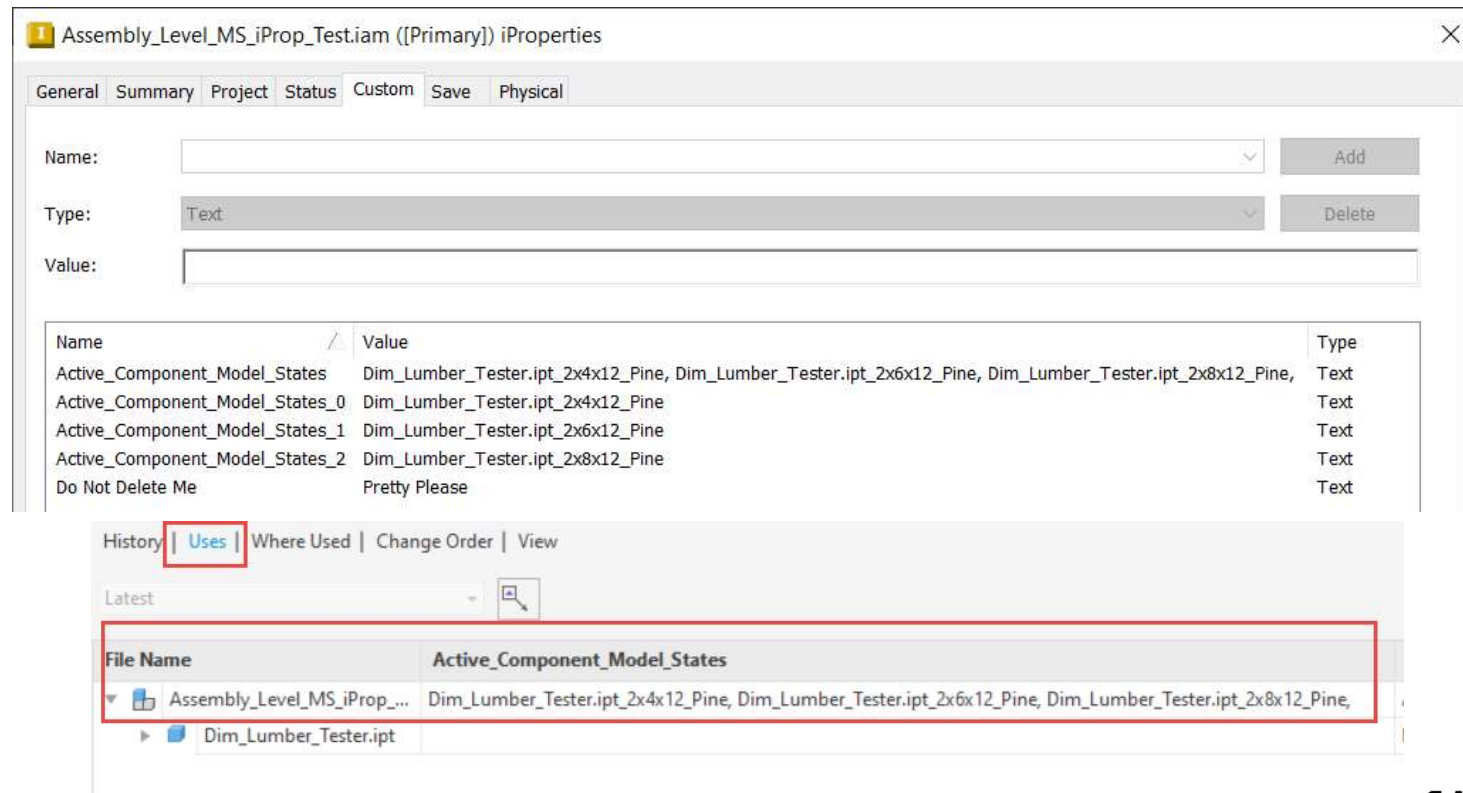 Assembly_Level_MS_iProp_Test.iam ([Primary]) iProperties
General Summary Project Status Custom Save Physical
Name: Add
Type: Text Delete
Value:
Name Value Type
Active_Component_Model_States Dim_Lumber_Tester.ipt_2x4x12_Pine, Dim_Lumber_Tester.ipt_2x6x12_Pine, Dim_Lumber_Tester.ipt_2x8x12_Pine, Text
Active_Component_Model_States_0 Dim_Lumber_Tester.ipt_2x4x12_Pine Text
Active_Component_Model_States_1 Dim_Lumber_Tester.ipt_2x6x12_Pine Text
Active_Component_Model_States_2 Dim_Lumber_Tester.ipt_2x8x12_Pine Text
Do Not Delete Me Pretty Please Text
History | Uses | Where Used | Change Order | View
Latest
File Name Active_Component_Model_States
Assembly_Level_MS_iProp_... Dim_Lumber_Tester.ipt_2x4x12_Pine, Dim_Lumber_Tester.ipt_2x6x12_Pine, Dim_Lumber_Tester.ipt_2x8x12_Pine,
Dim_Lumber_Tester.ipt